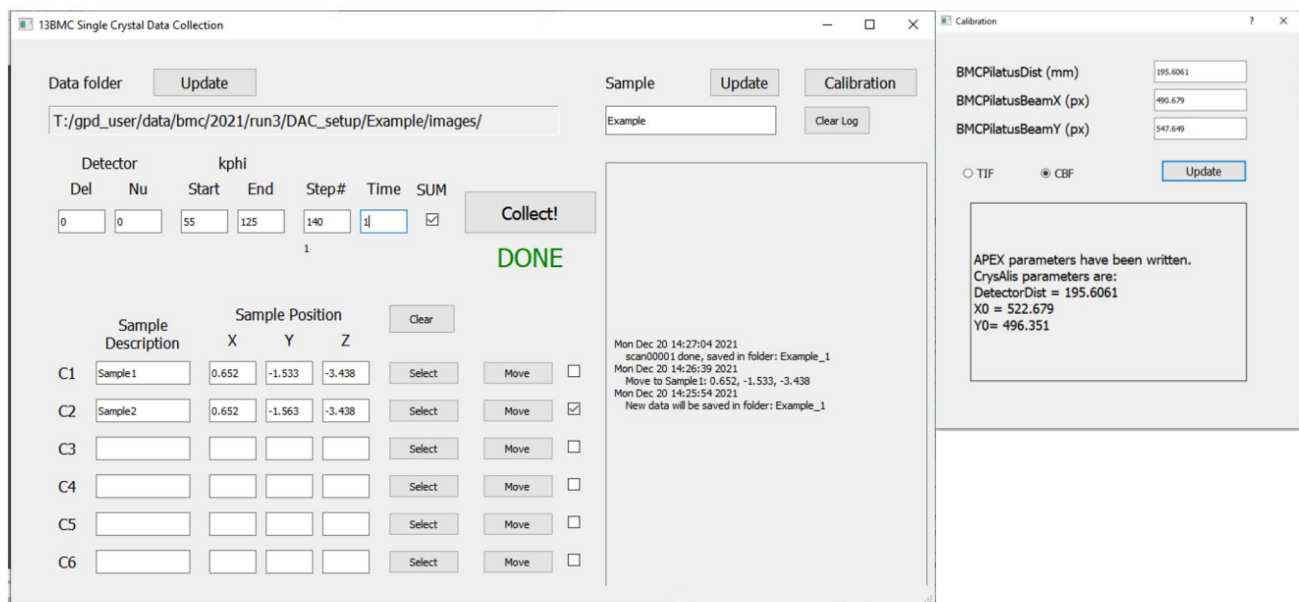 13BMC Single Crystal Data Collection
Data folder Update
T:/gpd_user/data/bmc/2021/run3/DAC_setup/Example/images/
Sample Update Calibration
Example Clear Log
Detector kphi
Del Nu Start End Step# Time SUM
0 0 55 125 140 1
1
Collect!
DONE
Sample Description
Sample Position
X Y Z
Clear
C1 Sample1 0.652 -1.533 -3.438 Select Move
C2 Sample2 0.652 -1.563 -3.438 Select Move
C3 Select Move
C4 Select Move
C5 Select Move
C6 Select Move
Mon Dec 20 14:27:04 2021
scan00001 done, saved in folder: Example_1
Mon Dec 20 14:26:39 2021
Move to Sample1: 0.652, -1.533, -3.438
Mon Dec 20 14:25:54 2021
New data will be saved in folder: Example_1
Calibration ?
BMCPilatusDist (mm) 195.6061
BMCPilatusBeamX (px) 490.679
BMCPilatusBeamY (px) 547.649
TIF CBF Update
APEX parameters have been written.
CrysAlis parameters are:
DetectorDist = 195.6061
X0 = 522.679
Y0= 496.351